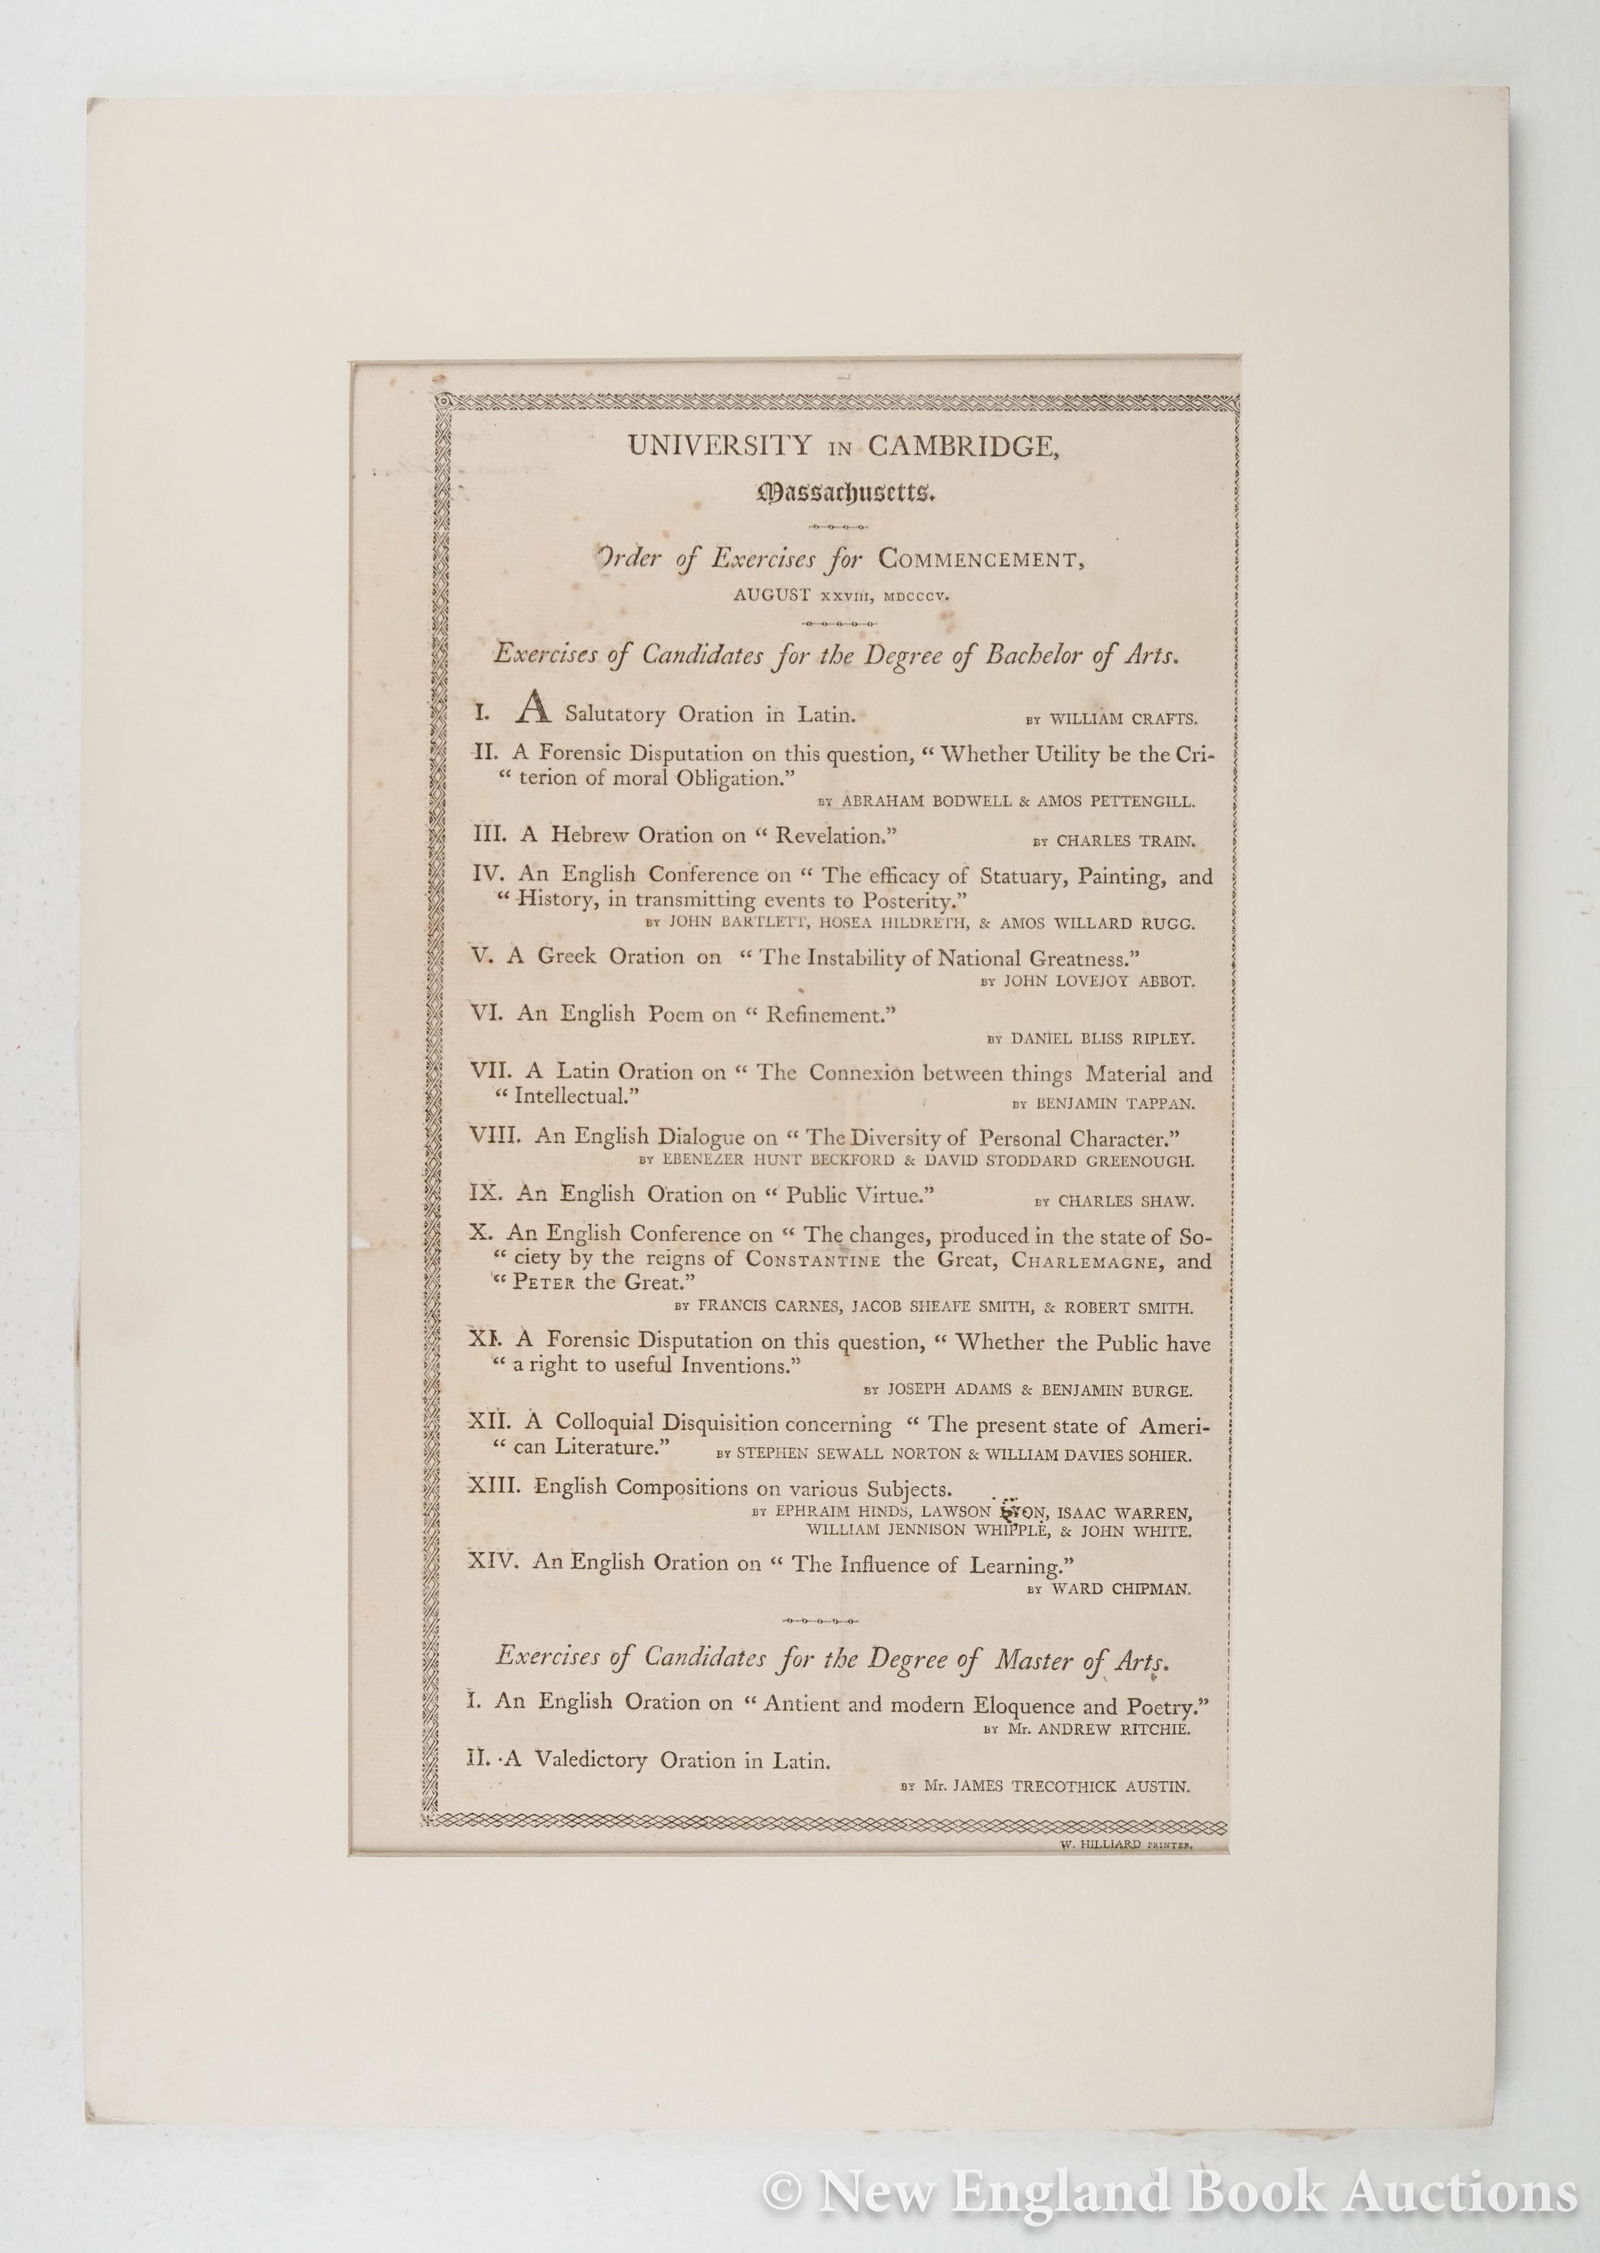 UNIVERSITY IN CAMBRIDGE,
Massachusetts.
Order of Exercises for COMMENCEMENT,
AUGUST XXVIII, MDCCCV.
Exercises of Candidates for the Degree of Bachelor of Arts.
I. A Salutatory Oration in Latin. BY WILLIAM CRAFTS.
II. A Forensic Disputation on this question, “ Whether Utility be the Cri-
“ terion of moral Obligation.”
BY ABRAHAM BODWELL & AMOS PETTENGILL.
III. A Hebrew Oration on “ Revelation.” BY CHARLES TRAIN.
IV. An English Conference on “ The efficacy of Statuary, Painting, and
“ History, in transmitting events to Posterity.”
BY JOHN BARTLETT, HOSEA HILDRETH, & AMOS WILLARD RUGG.
V. A Greek Oration on “ The Instability of National Greatness.”
BY JOHN LOVEJOY ABBOT.
VI. An English Poem on “ Refinement.”
BY DANIEL BLISS RIPLEY.
VII. A Latin Oration on “ The Connexion between things Material and
“ Intellectual.” BY BENJAMIN TAPPAN.
VIII. An English Dialogue on “ The Diversity of Personal Character.”
BY EBENEZER HUNT BECKFORD & DAVID STODDARD GREENOUGH.
IX. An English Oration on “ Public Virtue.” BY CHARLES SHAW.
X. An English Conference on “ The changes, produced in the state of So-
“ ciety by the reigns of CONSTANTINE the Great, CHARLEMAGNE, and
“ PETER the Great.”
BY FRANCIS CARNES, JACOB SHEAFE SMITH, & ROBERT SMITH.
XI. A Forensic Disputation on this question, “ Whether the Public have
“ a right to useful Inventions.”
BY JOSEPH ADAMS & BENJAMIN BURGE.
XII. A Colloquial Disquisition concerning “ The present state of Ameri-
“ can Literature.” BY STEPHEN SEWALL NORTON & WILLIAM DAVIES SOHIER.
XIII. English Compositions on various Subjects.
BY EPHRAIM HINDS, LAWSON LYON, ISAAC WARREN,
WILLIAM JENNISON WHIPPLE, & JOHN WHITE.
XIV. An English Oration on “ The Influence of Learning.”
BY WARD CHIPMAN.
Exercises of Candidates for the Degree of Master of Arts.
I. An English Oration on “ Antient and modern Eloquence and Poetry.”
BY Mr. ANDREW RITCHIE.
II. A Valedictory Oration in Latin.
BY Mr. JAMES TRECOTHICK AUSTIN.
W. HILLIARD PRINTER.
© New England Book Auctions